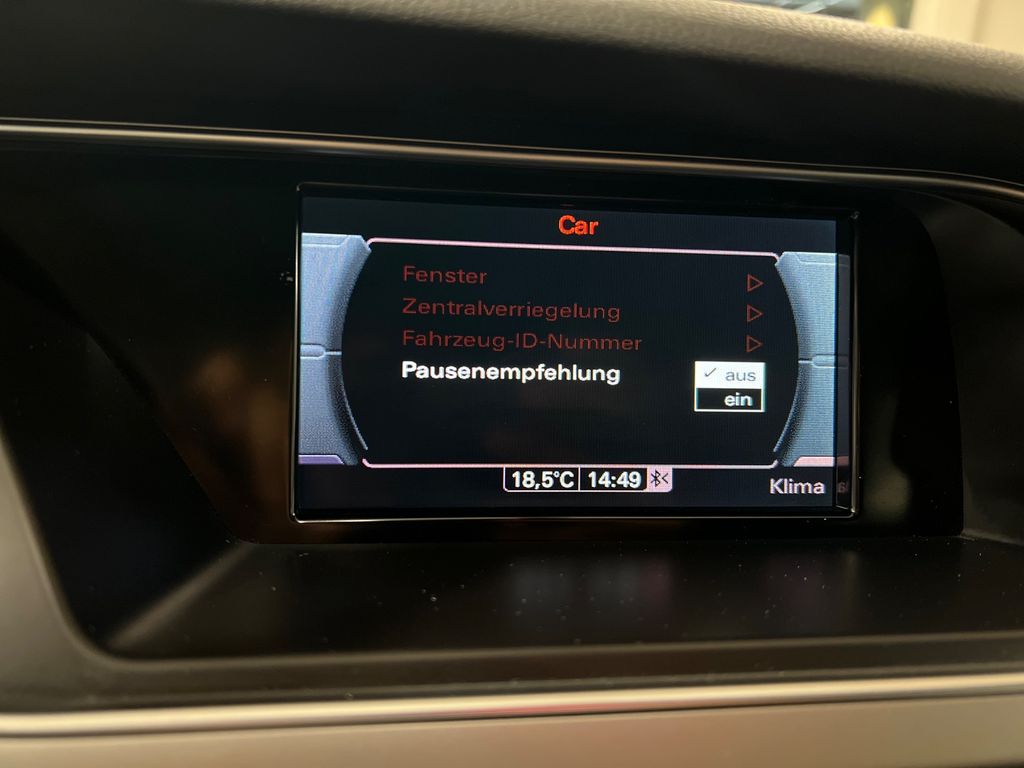 Car
Fenster
Zentralverriegelung
Fahrzeug-ID-Nummer
Pausenempfehlung
✓ aus
ein
18,5°C 14:49
Klima